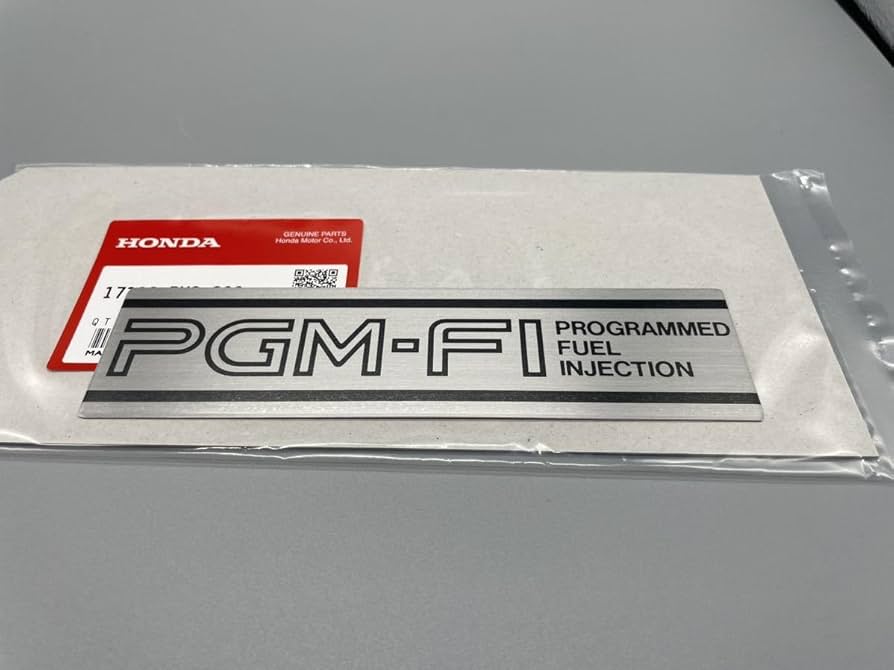 HONDA
GENUINE PARTS
Honda Motor Co., Ltd.
PGM-FI
PROGRAMMED
FUEL
INJECTION